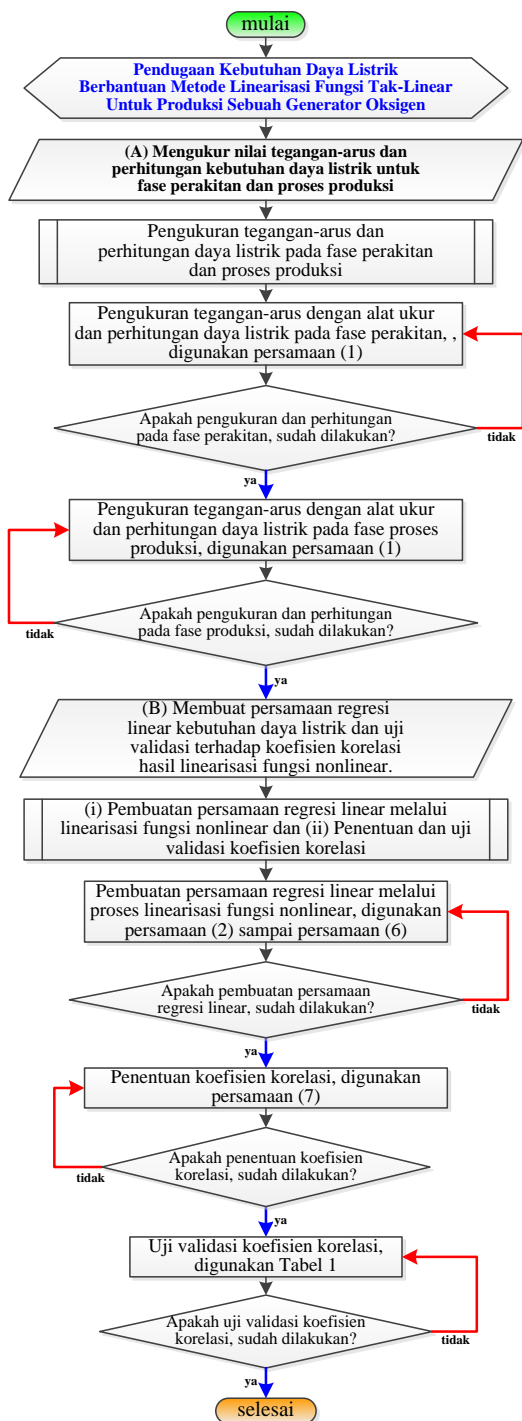 mulai
Pendugaan Kebutuhan Daya Listrik
Berbantuan Metode Linearisasi Fungsi Tak-Linear
Untuk Produksi Sebuah Generator Oksigen
(A) Mengukur nilai tegangan-arus dan
perhitungan kebutuhan daya listrik untuk
fase perakitan dan proses produksi
Pengukuran tegangan-arus dan
perhitungan daya listrik pada fase perakitan
dan proses produksi
Pengukuran tegangan-arus dengan alat ukur
dan perhitungan daya listrik pada fase perakitan, ,
digunakan persamaan (1)
Apakah pengukuran dan perhitungan
pada fase perakitan, sudah dilakukan?
tidak
ya
Pengukuran tegangan-arus dengan alat ukur
dan perhitungan daya listrik pada fase proses
produksi, digunakan persamaan (1)
Apakah pengukuran dan perhitungan
pada fase produksi, sudah dilakukan?
tidak
ya
(B) Membuat persamaan regresi
linear kebutuhan daya listrik dan uji
validasi terhadap koefisien korelasi
hasil linearisasi fungsi nonlinear.
(i) Pembuatan persamaan regresi linear melalui
linearisasi fungsi nonlinear dan (ii) Penentuan dan uji
validasi koefisien korelasi
Pembuatan persamaan regresi linear melalui
proses linearisasi fungsi nonlinear, digunakan
persamaan (2) sampai persamaan (6)
Apakah pembuatan persamaan
regresi linear, sudah dilakukan?
tidak
ya
Penentuan koefisien korelasi, digunakan
persamaan (7)
Apakah penentuan koefisien
korelasi, sudah dilakukan?
tidak
ya
Uji validasi koefisien korelasi,
digunakan Tabel 1
Apakah uji validasi koefisien
korelasi, sudah dilakukan?
tidak
ya
selesai